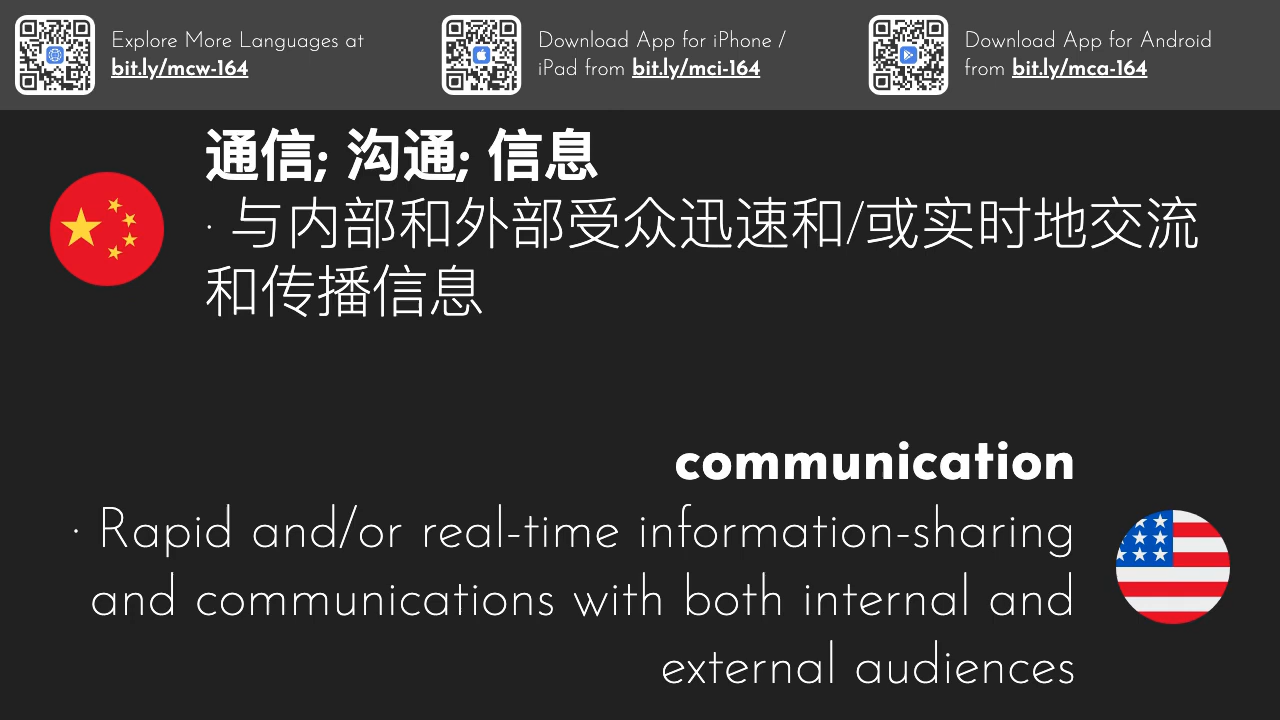 Explore More Languages at
bit.ly/mcw-164
Download App for iPhone /
iPad from bit.ly/mci-164
Download App for Android
from bit.ly/mca-164
通信; 沟通; 信息
· 与内部和外部受众迅速和/或实时地交流
和传播信息
communication
· Rapid and/or real-time information-sharing
and communications with both internal and
external audiences